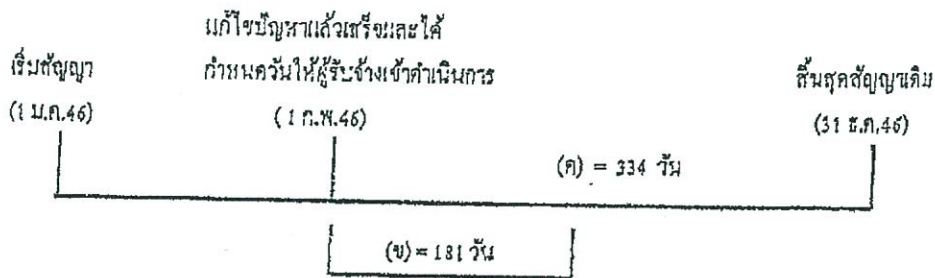 แก้ไขปัญหาแล้วเสร็จและได้
เริ่มสัญญา
กำหนดวันให้ผู้รับจ้างเข้าดำเนินการ
สิ้นสุดสัญญาเดิม
(1 ม.ค.46)
(1 ก.พ.46)
(31 ธ.ค.46)
(ค) = 334 วัน
(ข) = 181 วัน